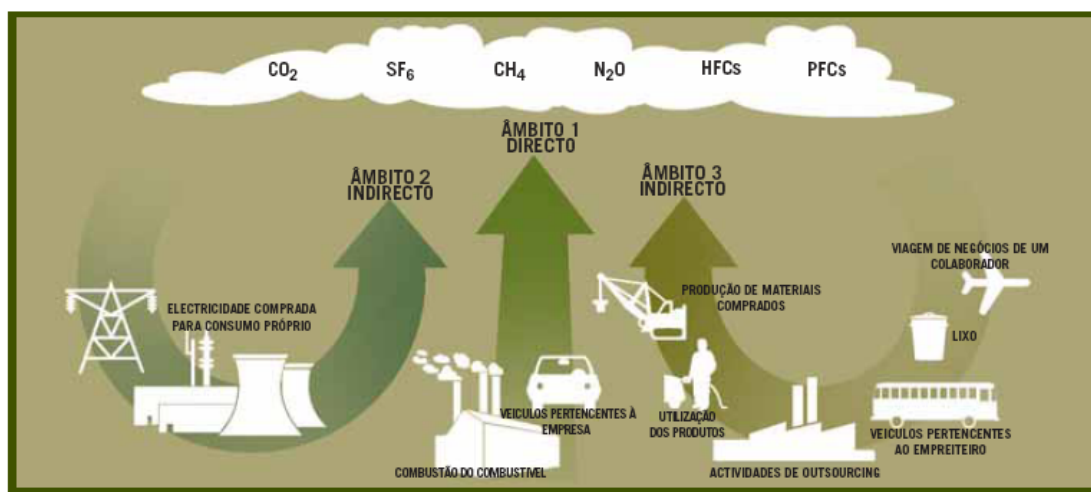 CO₂ SF₆ CH₄ N₂O HFCs PFCs
ÂMBITO 1
DIRECTO
ÂMBITO 2
INDIRECTO
ÂMBITO 3
INDIRECTO
VIAGEM DE NEGÓCIOS DE UM
COLABORADOR
ELECTRICIDADE COMPRADA
PARA CONSUMO PRÓPRIO
PRODUÇÃO DE MATERIAIS
COMPRADOS
LIXO
VEICULOS PERTENCENTES À
EMPRESA
UTILIZAÇÃO
DOS PRODUTOS
VEICULOS PERTENCENTES
AO EMPREITEIRO
COMBUSTÃO DO COMBUSTÍVEL
ACTIVIDADES DE OUTSOURCING